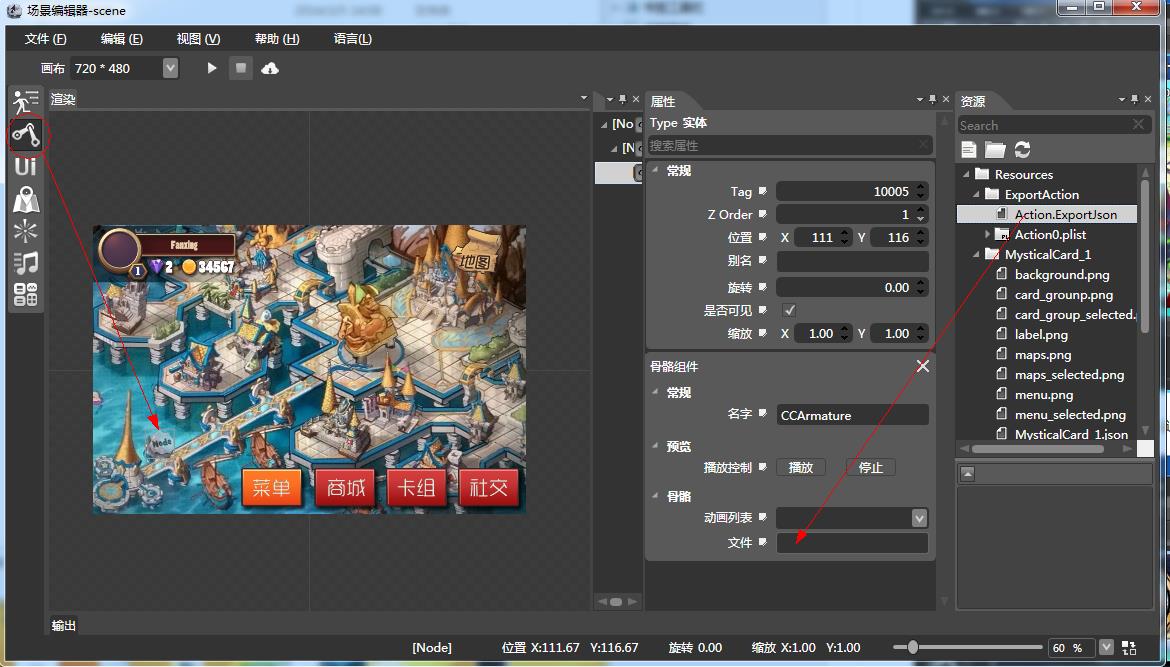 场景编辑器-scene
文件 (F) 编辑 (E) 视图 (V) 帮助 (H) 语言(L)
画布 720 * 480
渲染
UI
Fanxing
1 2 34567
地图
Node
菜单 商城 卡组 社交
[No
[N
属性
Type 实体
搜索属性
常规
Tag 10005
Z Order 1
位置 X 111 Y 116
别名
旋转 0.00
是否可见
缩放 X 1.00 Y 1.00
骨骼组件
常规
名字 CCArmature
预览
播放控制 播放 停止
骨骼
动画列表
文件
资源
Search
Resources
ExportAction
Action.ExportJson
Action0.plist
MysticalCard_1
background.png
card_grounp.png
card_group_selected.
label.png
maps.png
maps_selected.png
menu.png
menu_selected.png
MysticalCard_1.json
输出
[Node] 位置 X:111.67 Y:116.67 旋转 0.00 缩放 X:1.00 Y:1.00 60 %